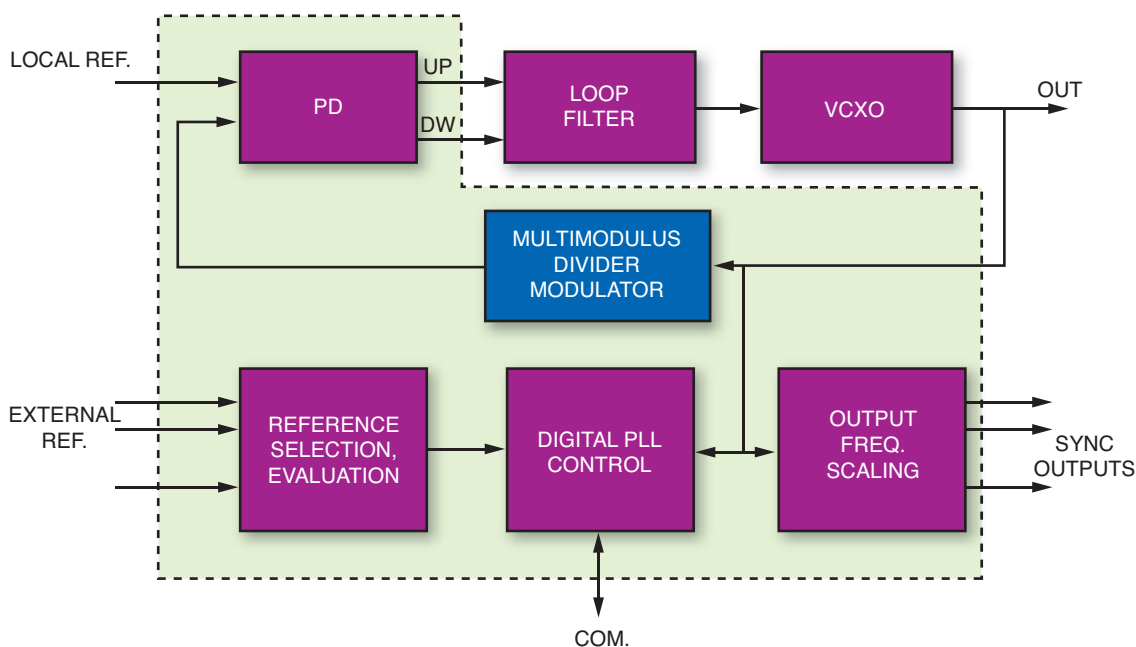 LOCAL REF.
PD
UP
DW
LOOP
FILTER
VCXO
OUT
MULTIMODULUS
DIVIDER
MODULATOR
EXTERNAL
REF.
REFERENCE
SELECTION,
EVALUATION
DIGITAL PLL
CONTROL
OUTPUT
FREQ.
SCALING
SYNC
OUTPUTS
COM.